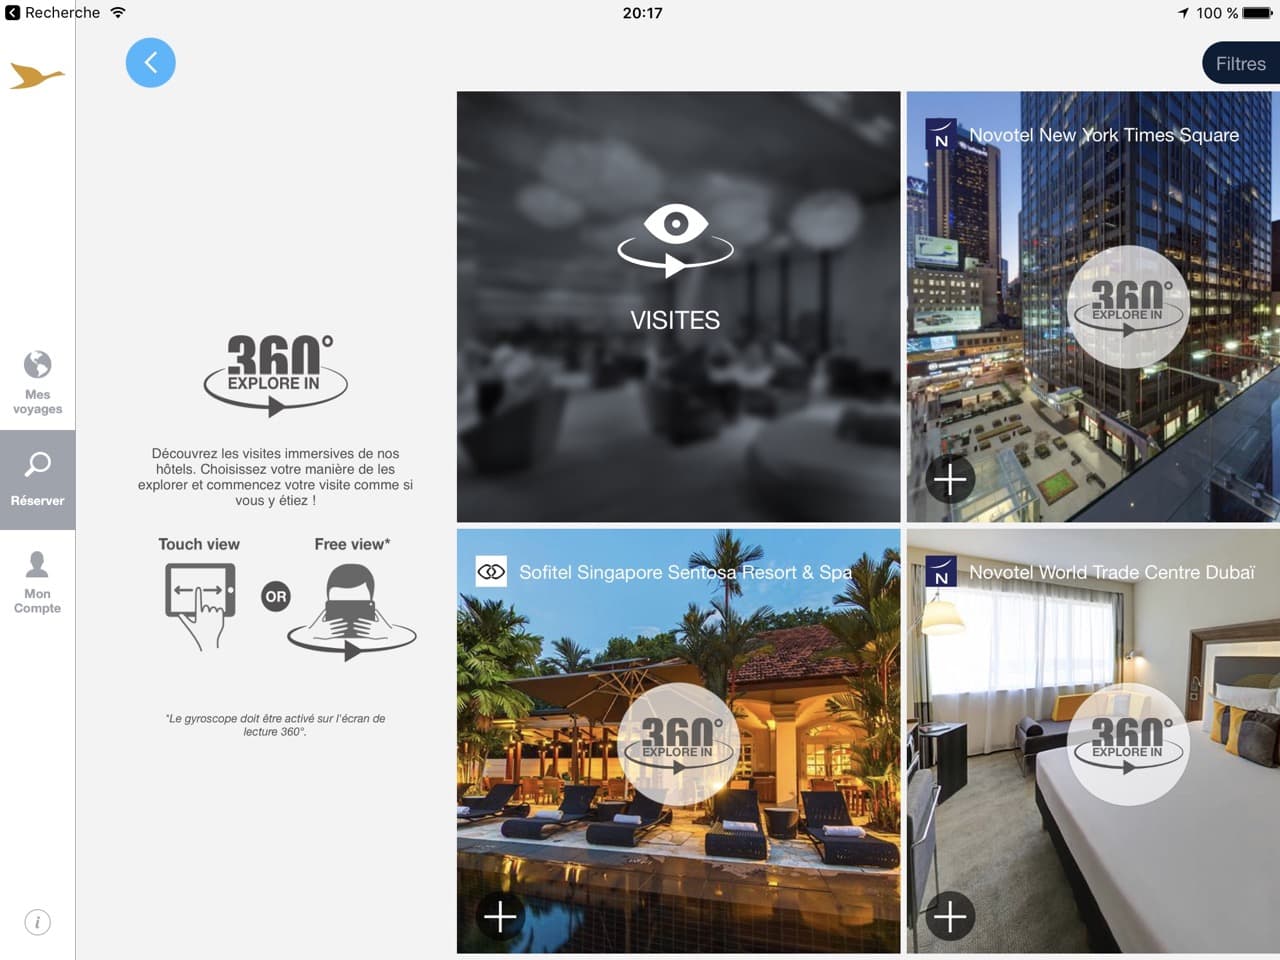 Recherche
20:17
100 %
Filtres
Mes
voyages
Réserver
Mon
Compte
i
360°
EXPLORE IN
Découvrez les visites immersives de nos
hôtels. Choisissez votre manière de les
explorer et commencez votre visite comme si
vous y étiez !
Touch view
OR
Free view*
*Le gyroscope doit être activé sur l'écran de
lecture 360°.
VISITES
N
Novotel New York Times Square
360°
EXPLORE IN
Sofitel Singapore Sentosa Resort & Spa
360°
EXPLORE IN
N
Novotel World Trade Centre Dubaï
360°
EXPLORE IN